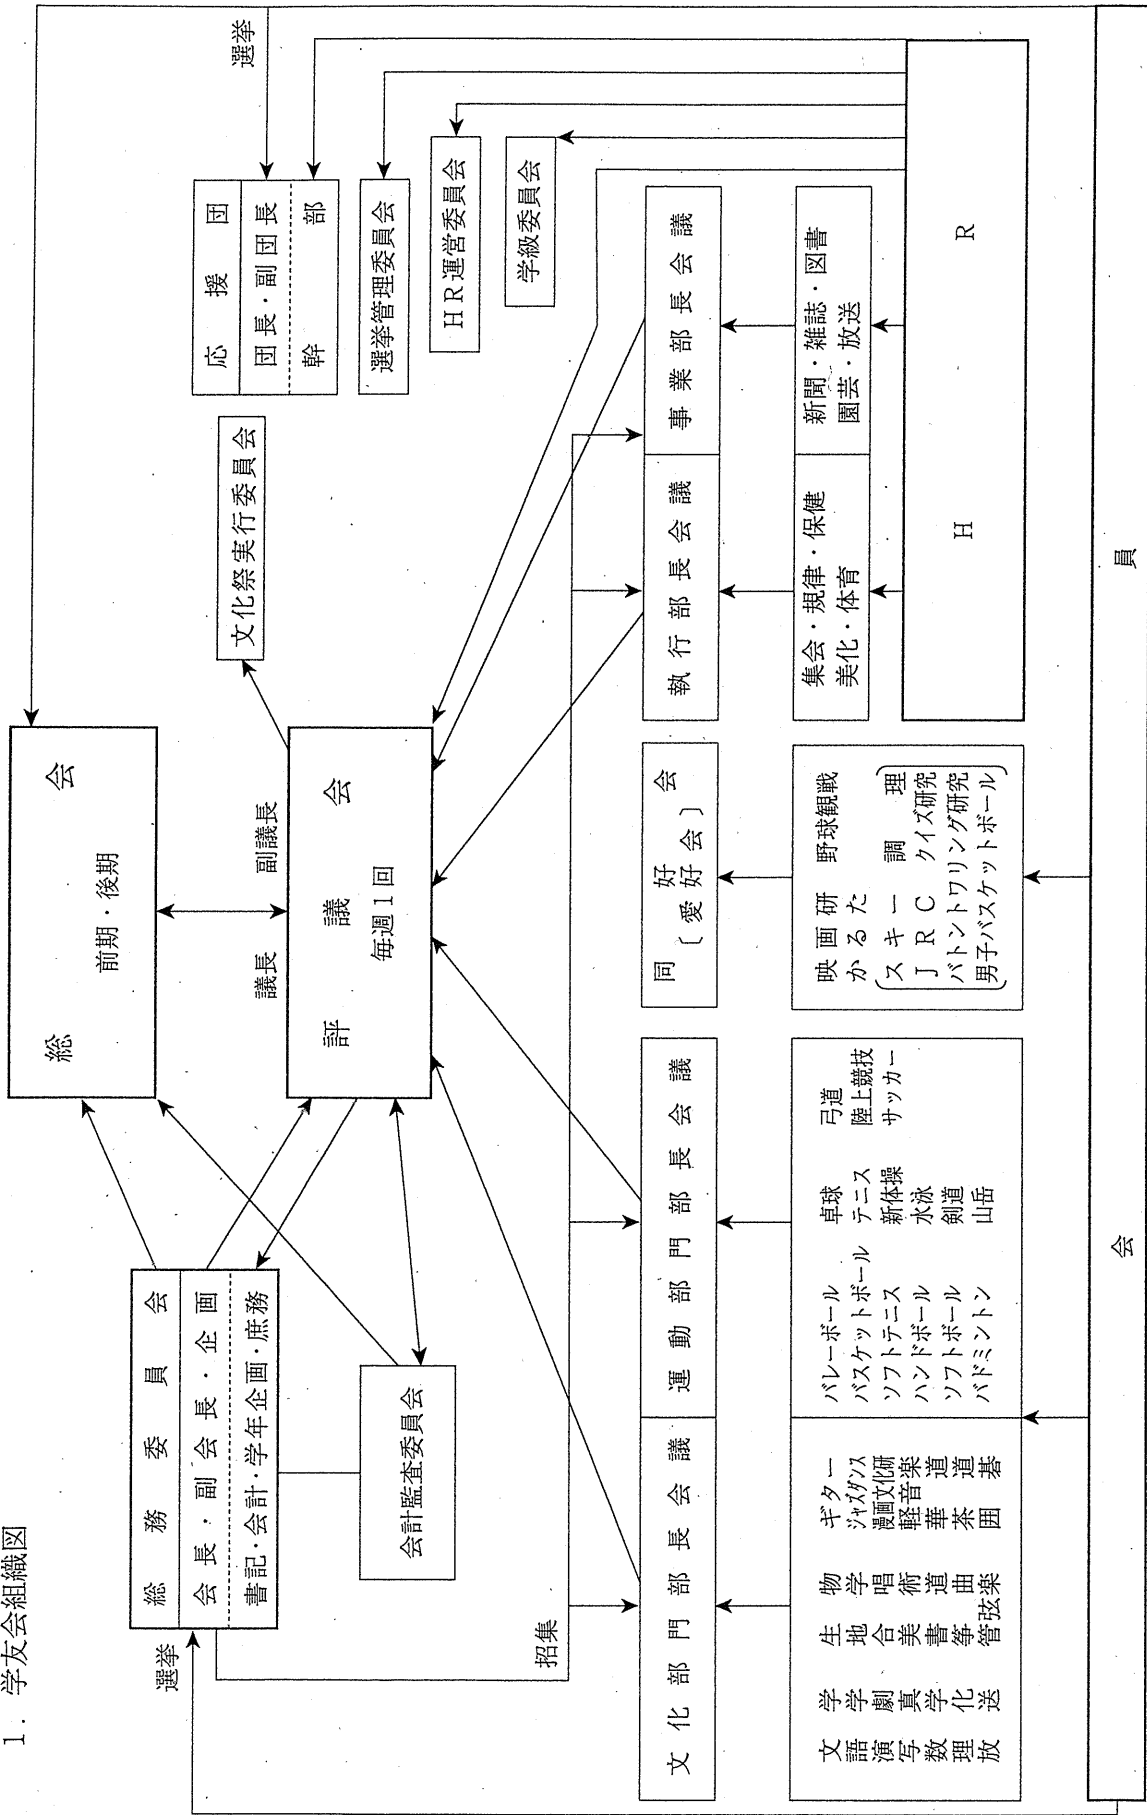 1. 学友会組織図
総会
前期・後期
議長 副議長
評議会
毎週1回
総務委員会
会長・副会長・企画
書記・会計・学年企画・庶務
選挙
会計監査委員会
招集
文化祭実行委員会
応援団
団長・副団長
幹部
選挙
選挙管理委員会
HR運営委員会
学級委員会
文化部門部長会議
運動部門部長会議
同好会
〔愛好会〕
執行部長会議
事業部長会議
文学 生物 ギター
語学 地学 ジャズダンス
演劇 合唱 漫画文化研
写真 美術 軽音楽
数学 書道 華道
理化 箏曲 茶道
放送 管弦楽 囲碁
バレーボール 卓球 弓道
バスケットボール テニス 陸上競技
ソフトテニス 新体操 サッカー
ハンドボール 水泳
ソフトボール 剣道
バドミントン 山岳
映画研 野球観戦
かるた
スキー 調理
JRC クイズ研究
バトントワリング研究
男子バスケットボール
集会・規律・保健
美化・体育
新聞・雑誌・図書
園芸・放送
HR
会員